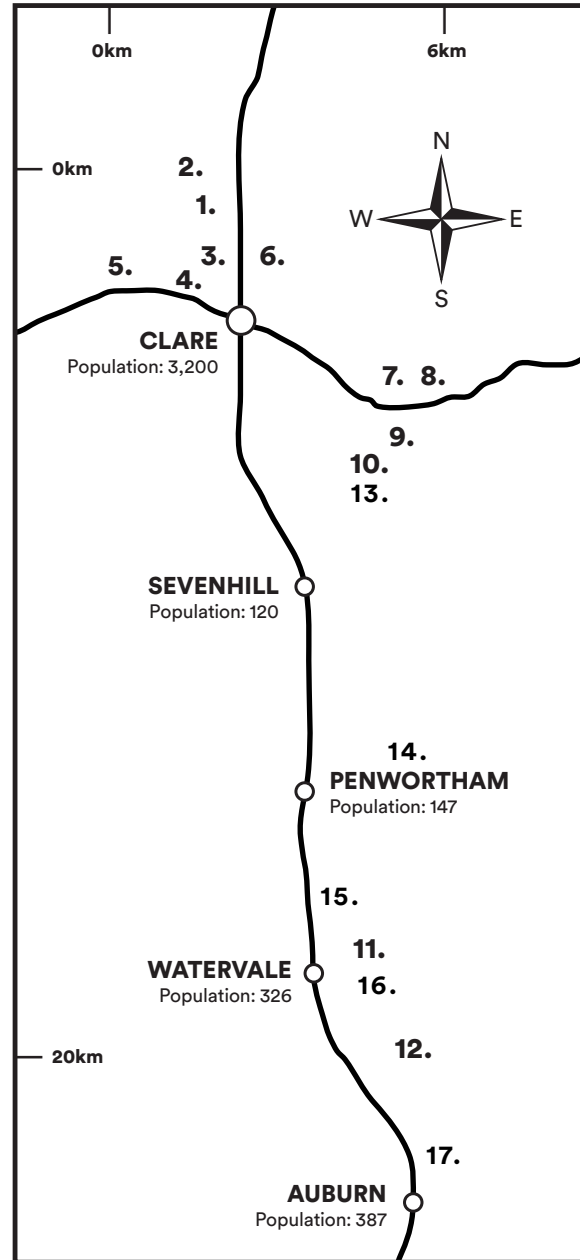 0km
6km
N
0km
2.
1.
W
E
3.
6.
5.
4.
S
CLARE
Population: 3,200
7.
8.
9.
10.
13.
SEVENHILL
Population: 120
14.
PENWORTHAM
Population: 147
15.
11.
WATERVALE
16.
Population: 326
12.
20km
17.
AUBURN
Population: 387